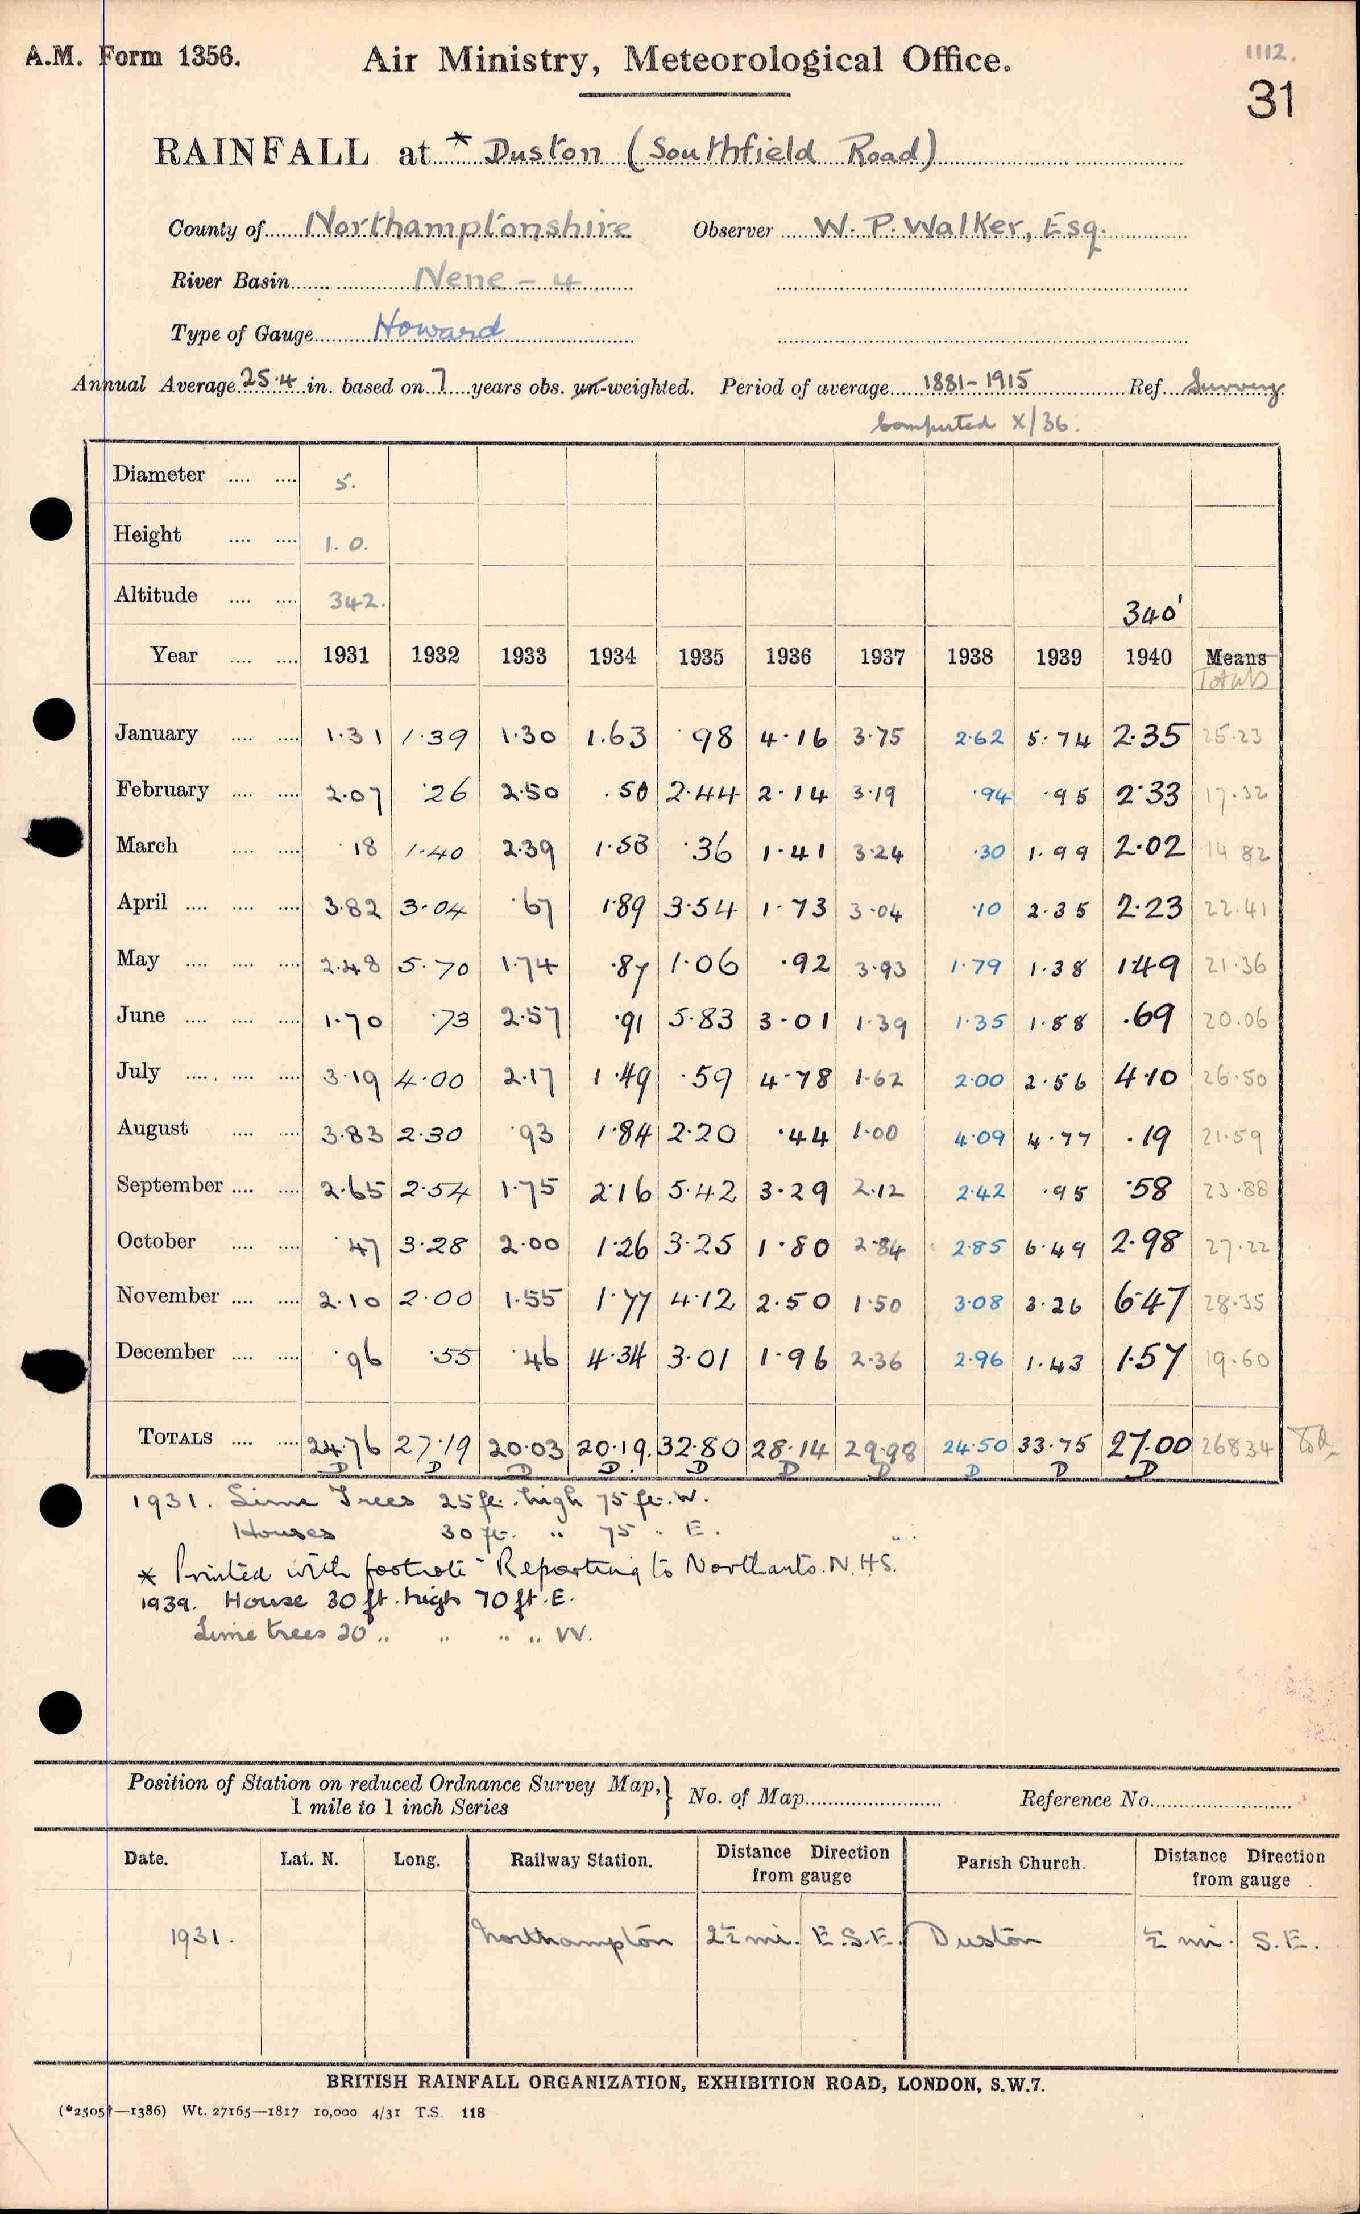 A.M. Form 1356.
Air Ministry, Meteorological Office.
1112.
31
RAINFALL at * Duston (Southfield Road)
County of Northamptonshire Observer W. P. Walker, Esq.
River Basin Nene - 4
Type of Gauge Howard
Annual Average 25.4 in. based on 7 years obs. un-weighted. Period of average 1881-1915 Ref. Survey
Computed X/36.
Diameter .... .... 5.
Height .... .... 1. 0.
Altitude .... .... 342. 340'
Year .... .... 1931 1932 1933 1934 1935 1936 1937 1938 1939 1940 Means
Totals
January .... .... 1.31 1.39 1.30 1.63 .98 4.16 3.75 2.62 5.74 2.35 25.23
February .... .... 2.07 .26 2.50 .50 2.44 2.14 3.19 .94 .95 2.33 17.32
March .... .... .18 1.40 2.39 1.53 .36 1.41 3.24 .30 1.99 2.02 14 82
April .... .... .... 3.82 3.04 .67 1.89 3.54 1.73 3.04 .10 2.35 2.23 22.41
May .... .... .... 2.48 5.70 1.74 .87 1.06 .92 3.93 1.79 1.38 1.49 21.36
June .... .... .... 1.70 .73 2.57 .91 5.83 3.01 1.39 1.35 1.88 .69 20.06
July .... .... .... 3.19 4.00 2.17 1.49 .59 4.78 1.62 2.00 2.56 4.10 26.50
August .... .... 3.83 2.30 .93 1.84 2.20 .44 1.00 4.09 4.77 .19 21.59
September .... .... 2.65 2.54 1.75 2.16 5.42 3.29 2.12 2.42 .95 .58 23.88
October .... .... .47 3.28 2.00 1.26 3.25 1.80 2.84 2.85 6.49 2.98 27.22
November .... .... 2.10 2.00 1.55 1.77 4.12 2.50 1.50 3.08 3.26 6.47 28.35
December .... .... .96 .55 .46 4.34 3.01 1.96 2.36 2.96 1.43 1.57 19.60
TOTALS .... .... 24.76 27.19 20.03 20.19. 32.80 28.14 29.98 24.50 33.75 27.00 26834
D D D D D D D D D D
1931. Lime Trees 25 ft. high 75 ft. W.
Houses 30 ft. " 75 " E.
* Printed with footnote "Reporting to Northants. N.H.S."
1939. House 30 ft. high 70 ft. E.
Lime trees 20 " " " " W.
Position of Station on reduced Ordnance Survey Map, } No. of Map Reference No.
1 mile to 1 inch Series
Date. Lat. N. Long. Railway Station. Distance Direction from gauge Parish Church. Distance Direction from gauge
1931. Northampton 2½ mi. E.S.E. Duston ½ mi. S.E.
BRITISH RAINFALL ORGANIZATION, EXHIBITION ROAD, LONDON, S.W.7.
(*2505†—1386) Wt. 27165—1817 10,000 4/31 T.S. 118